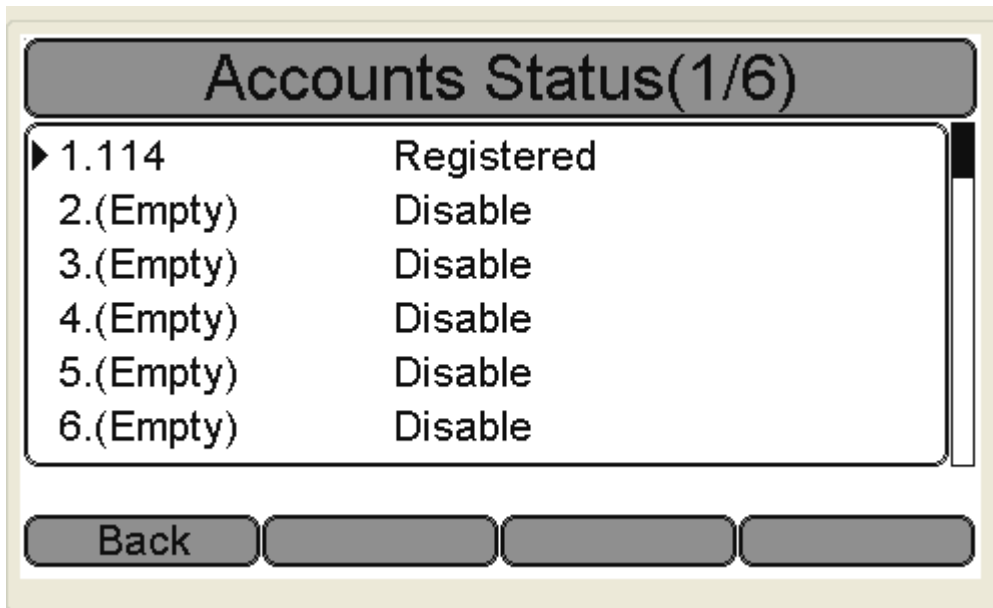 Accounts Status(1/6)
1.114 Registered
2.(Empty) Disable
3.(Empty) Disable
4.(Empty) Disable
5.(Empty) Disable
6.(Empty) Disable
Back